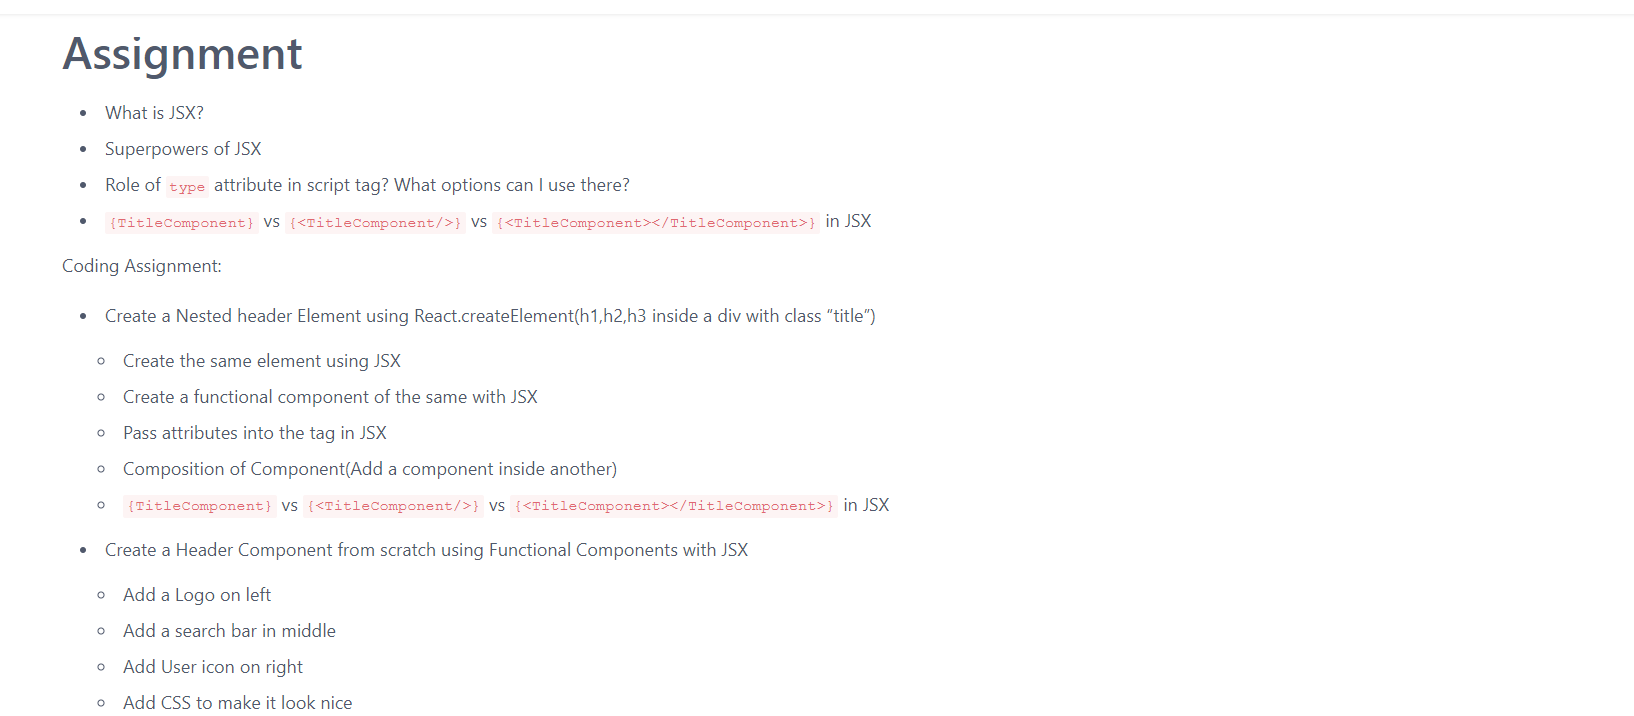 Assignment
What is JSX?
Superpowers of JSX
Role of type attribute in script tag? What options can I use there?
{TitleComponent} vs {<TitleComponent/>} vs {<TitleComponent></TitleComponent>} in JSX
Coding Assignment:
Create a Nested header Element using React.createElement(h1,h2,h3 inside a div with class “title”)
Create the same element using JSX
Create a functional component of the same with JSX
Pass attributes into the tag in JSX
Composition of Component(Add a component inside another)
{TitleComponent} vs {<TitleComponent/>} vs {<TitleComponent></TitleComponent>} in JSX
Create a Header Component from scratch using Functional Components with JSX
Add a Logo on left
Add a search bar in middle
Add User icon on right
Add CSS to make it look nice